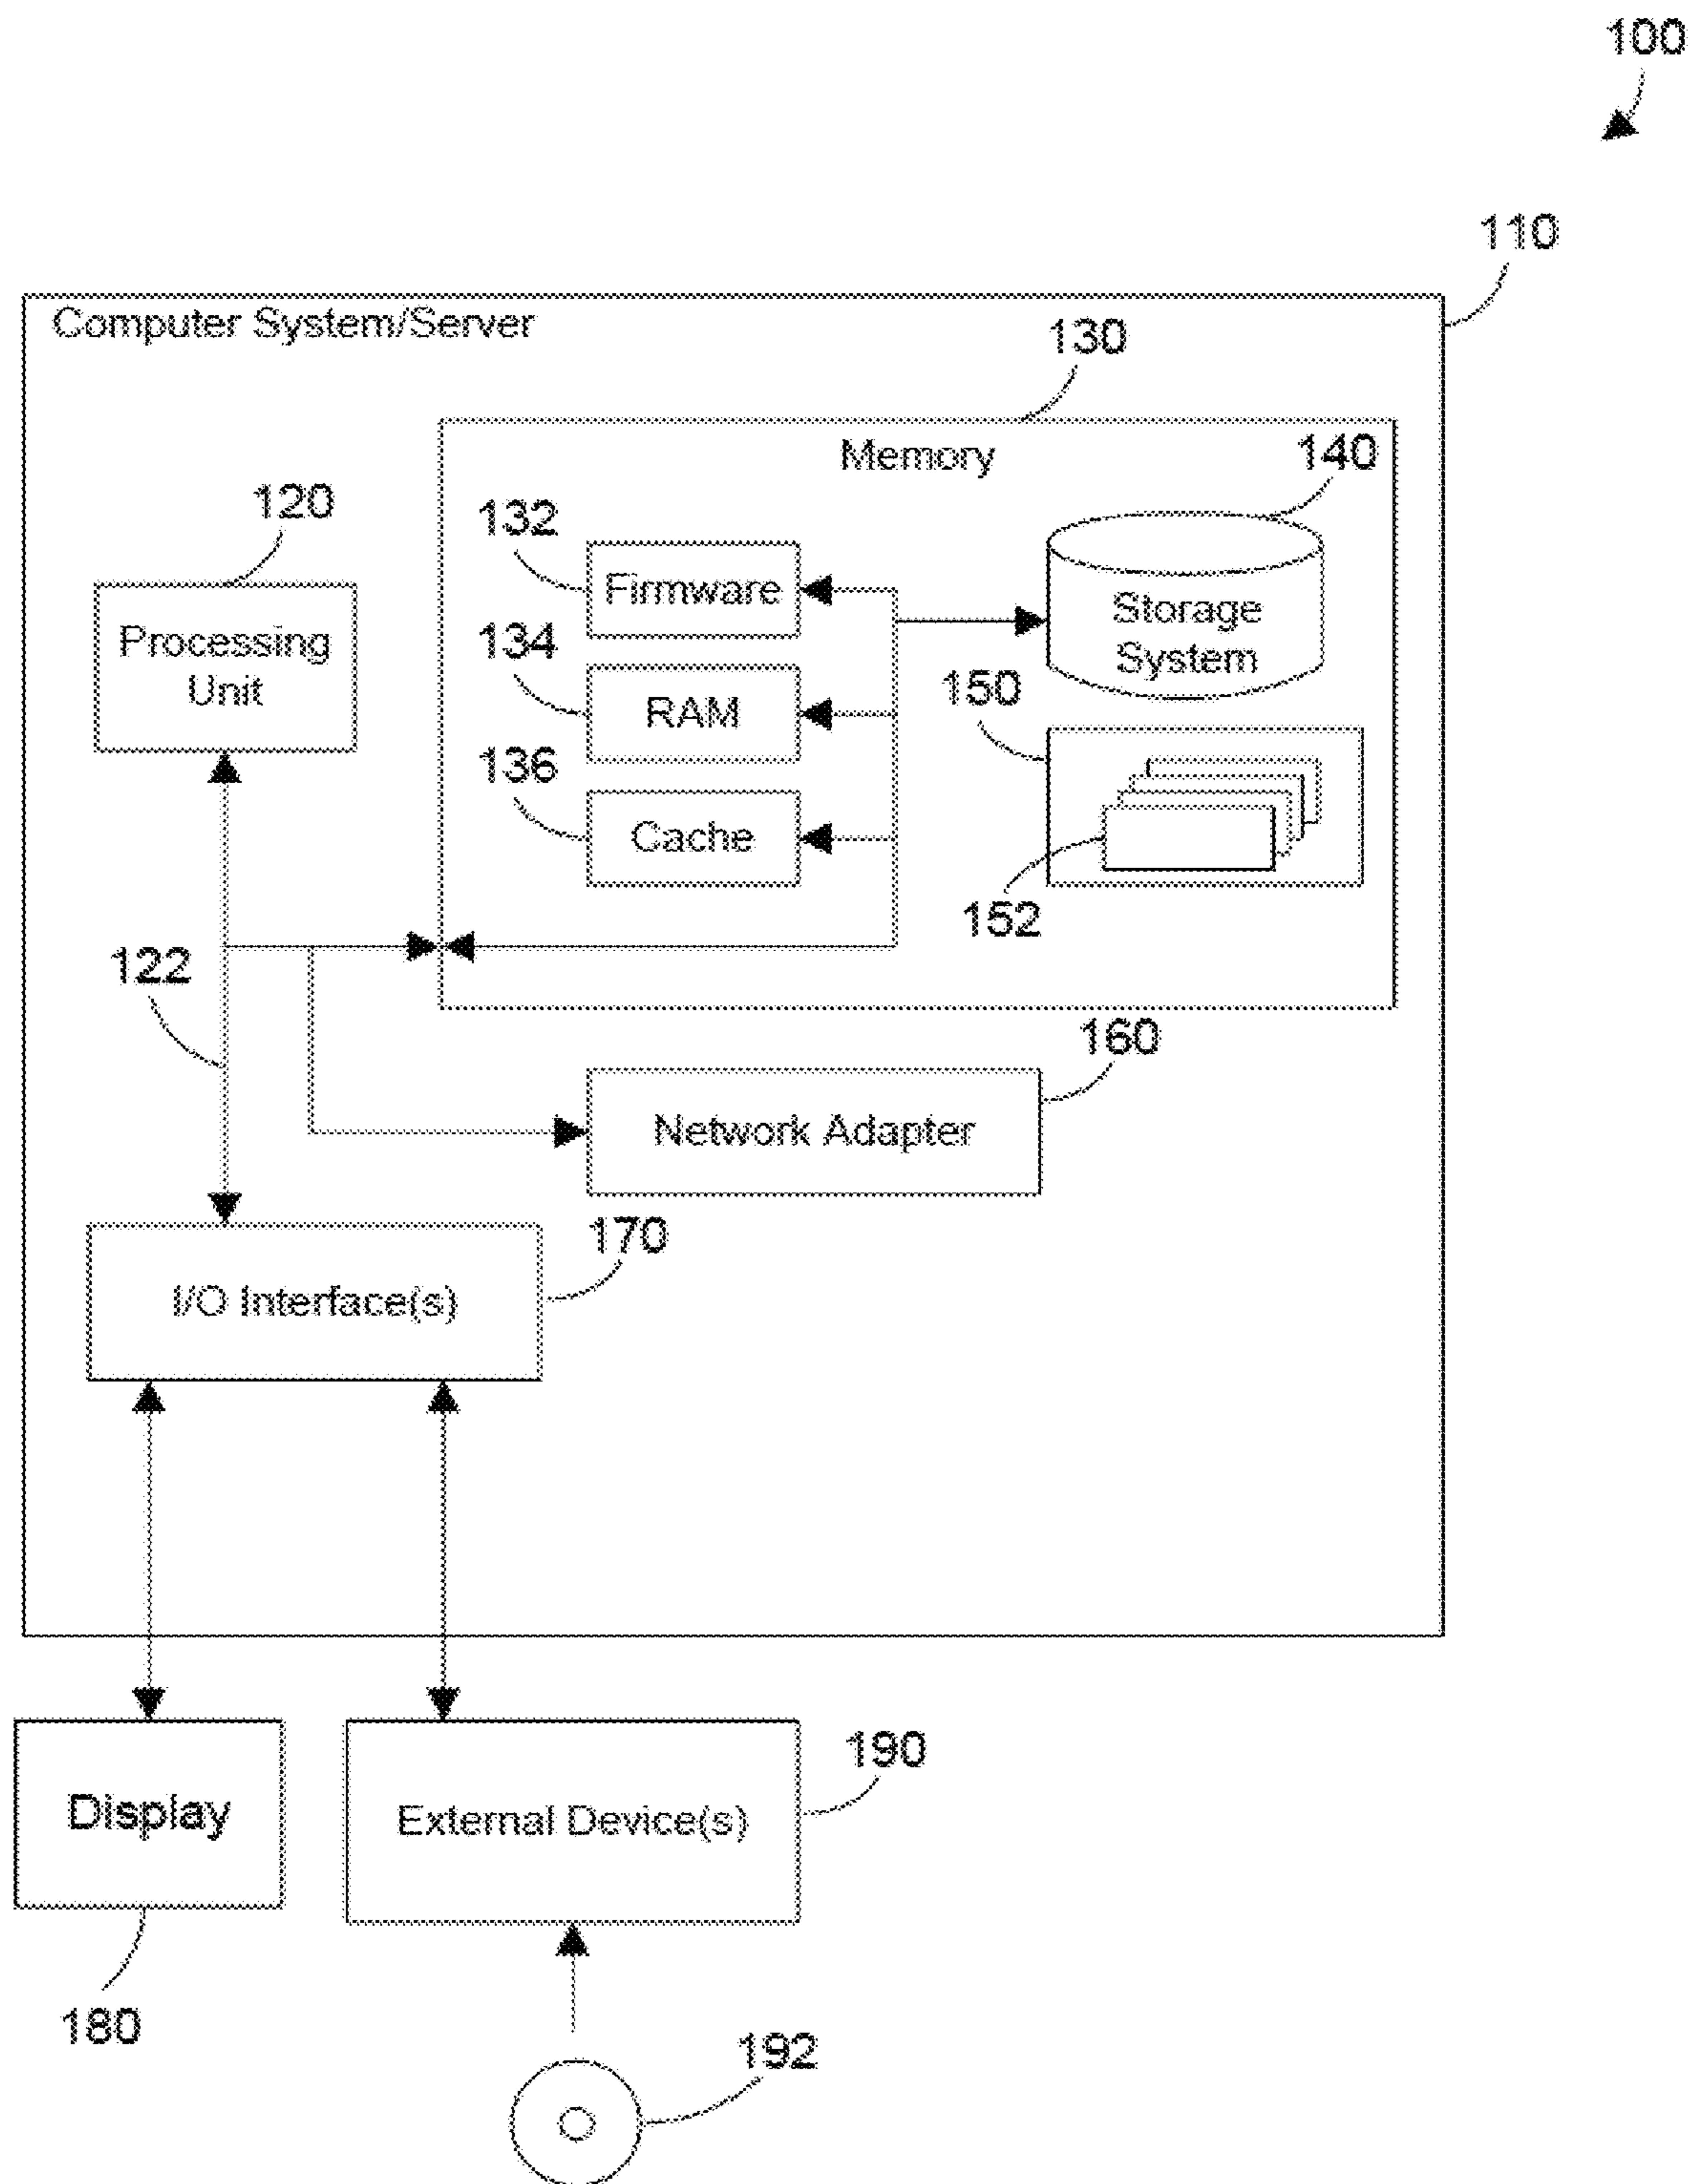 100
110
Computer System/Server
130
Memory
140
120
132
Firmware
Storage
System
Processing
Unit
134
RAM
150
136
Cache
152
122
160
Network Adapter
170
I/O Interface(s)
190
Display
External Device(s)
180
192